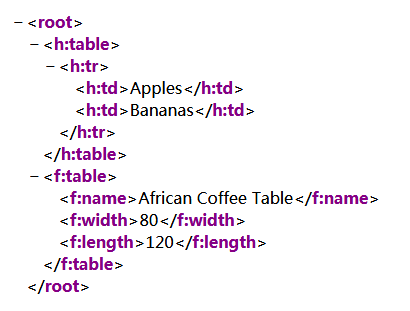 − <root>
− <h:table>
− <h:tr>
<h:td>Apples</h:td>
<h:td>Bananas</h:td>
</h:tr>
</h:table>
− <f:table>
<f:name>African Coffee Table</f:name>
<f:width>80</f:width>
<f:length>120</f:length>
</f:table>
</root>